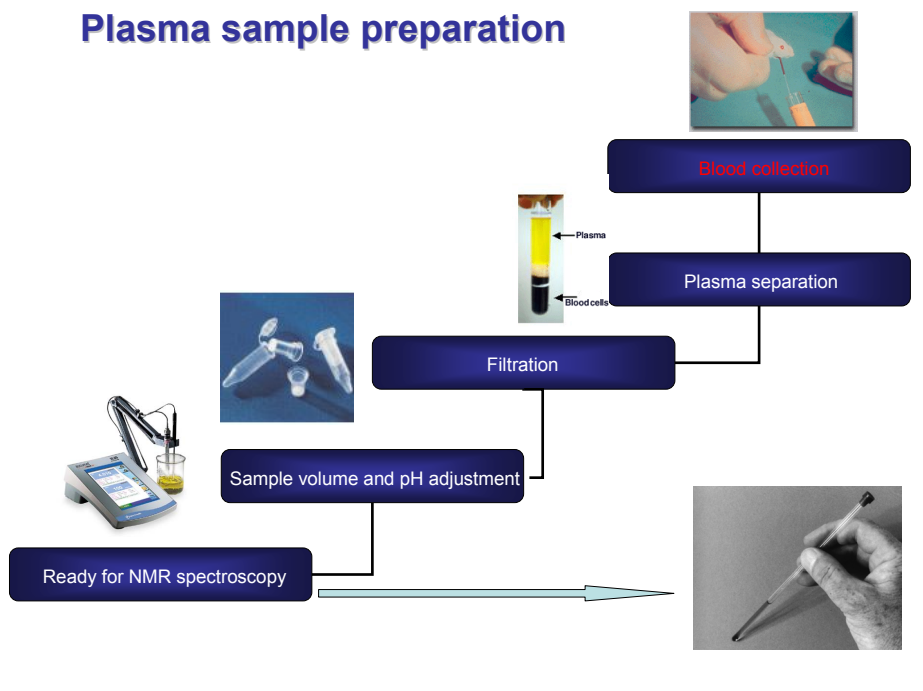 Plasma sample preparation
Blood collection
Plasma
Plasma separation
Blood cells
Filtration
Sample volume and pH adjustment
Ready for NMR spectroscopy